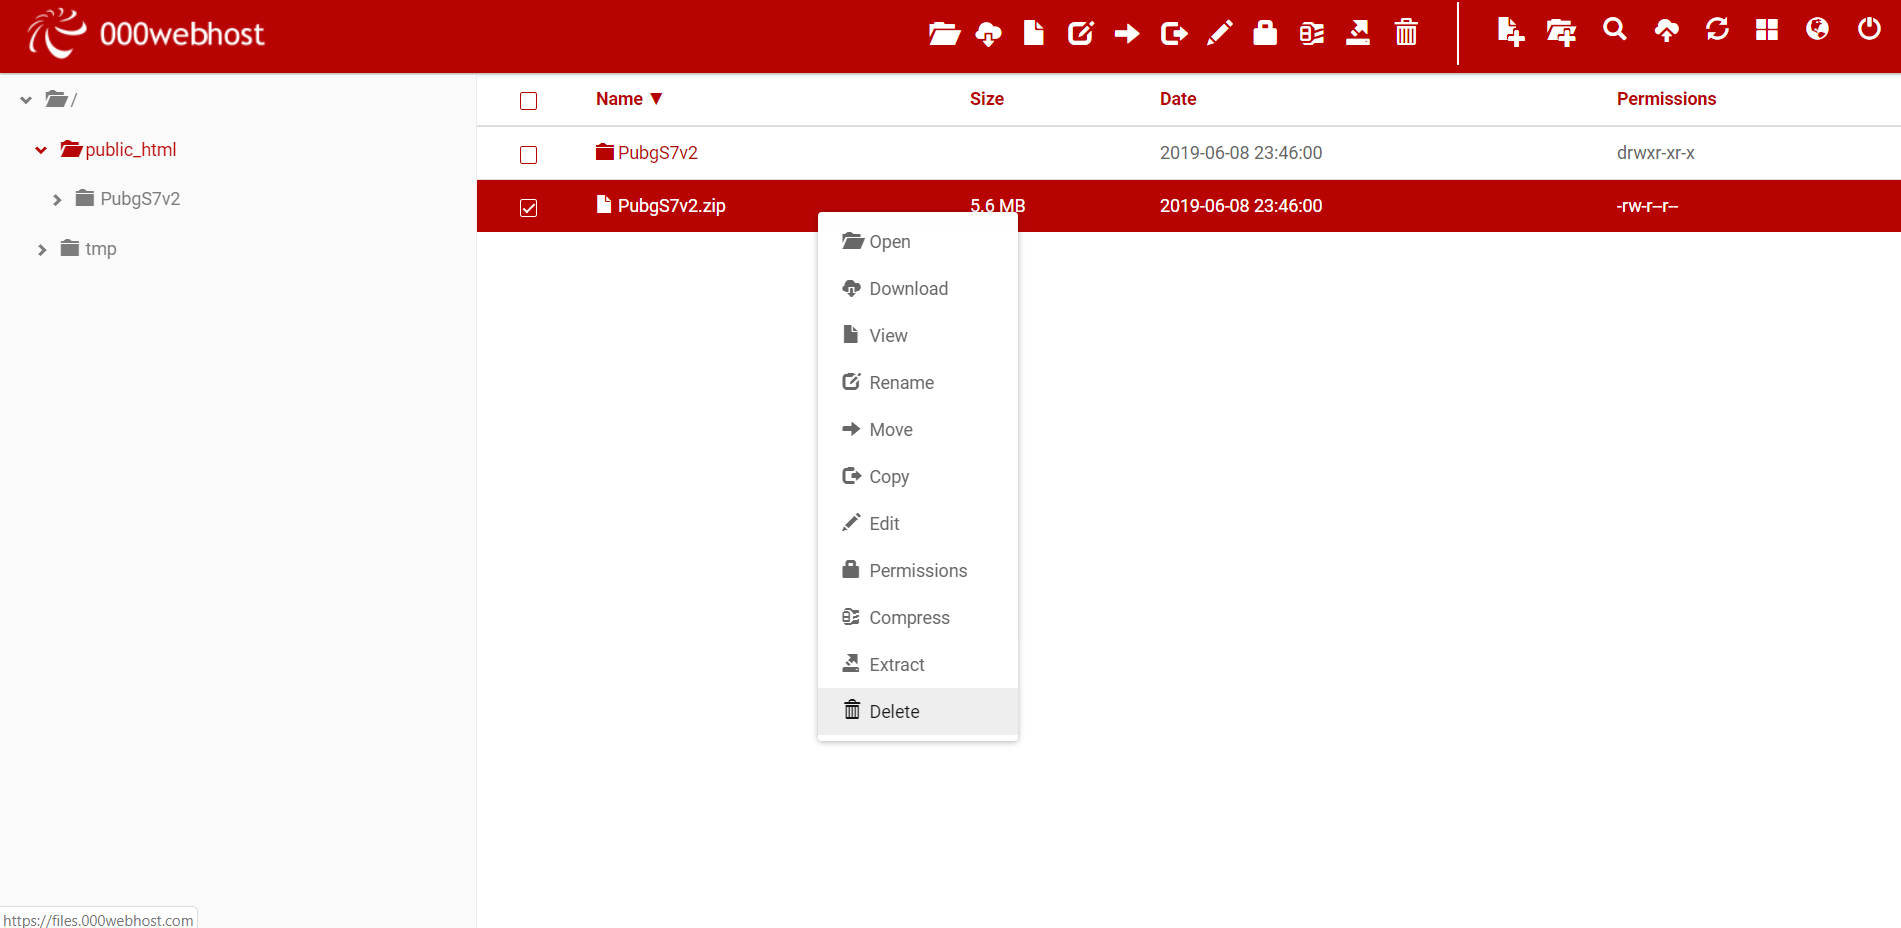 000webhost
/
public_html
PubgS7v2
tmp
Name ▼ Size Date Permissions
PubgS7v2 2019-06-08 23:46:00 drwxr-xr-x
PubgS7v2.zip 5.6 MB 2019-06-08 23:46:00 -rw-r--r--
Open
Download
View
Rename
Move
Copy
Edit
Permissions
Compress
Extract
Delete
https://files.000webhost.com